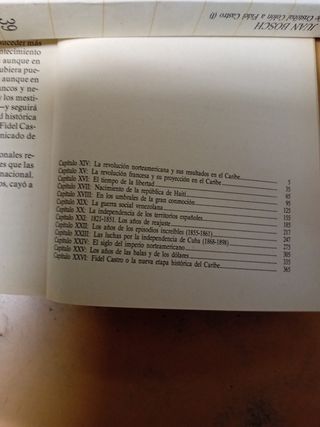 39
JUAN BOSCH
de Cristóbal Colón a Fidel Castro (I)
suceder más
ntecimiento
aunque en
ubiera pue-
aunque en
ncos y ne-
y los mesti-
—y seguirá
d histórica
Fidel Cas-
nicado de
onales re-
es que las
nacional.
s, cayó a
Capítulo XIV: La revolución norteamericana y sus resultados en el Caribe 5
Capítulo XV: La revolución francesa y su proyección en el Caribe 35
Capítulo XVI: El tiempo de la libertad 65
Capítulo XVII: Nacimiento de la república de Haití 95
Capítulo XVIII: En los umbrales de la gran conmoción 125
Capítulo XIX: La guerra social venezolana 155
Capítulo XX: La independencia de los territorios españoles 185
Capítulo XXI: 1821-1851. Los años de reajuste 217
Capítulo XXII: Los años de los episodios increíbles (1855-1861) 247
Capítulo XXIII: Las luchas por la independencia de Cuba (1868-1898) 275
Capítulo XXIV: El siglo del imperio norteamericano 305
Capítulo XXV: Los años de las balas y de los dólares 335
Capítulo XXVI: Fidel Castro o la nueva etapa histórica del Caribe 365